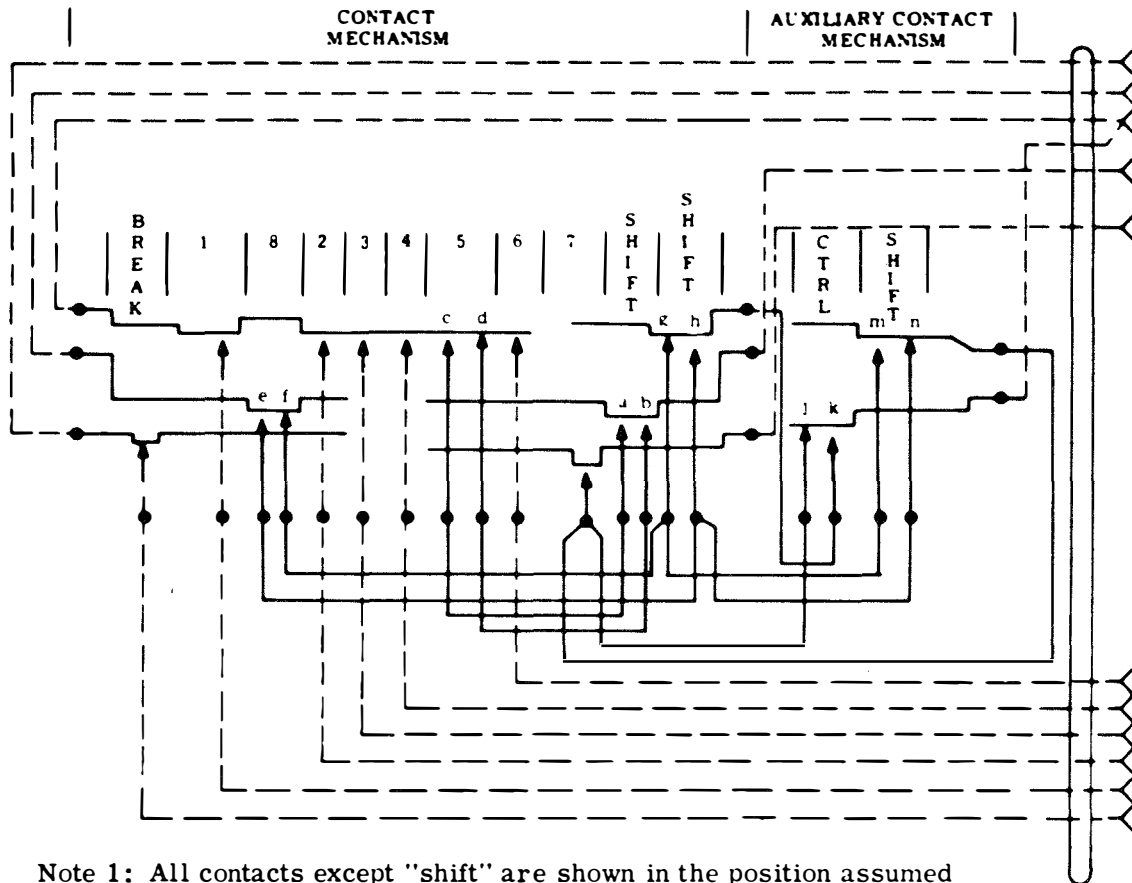 CONTACT
MECHANISM
AUXILIARY CONTACT
MECHANISM
BREAK
1
8
2
3
4
5
6
7
SHIFT
SHIFT
CTRL
SHIFT
c d
g h
m n
e f
b
k
Note 1: All contacts except "shift" are shown in the position assumed